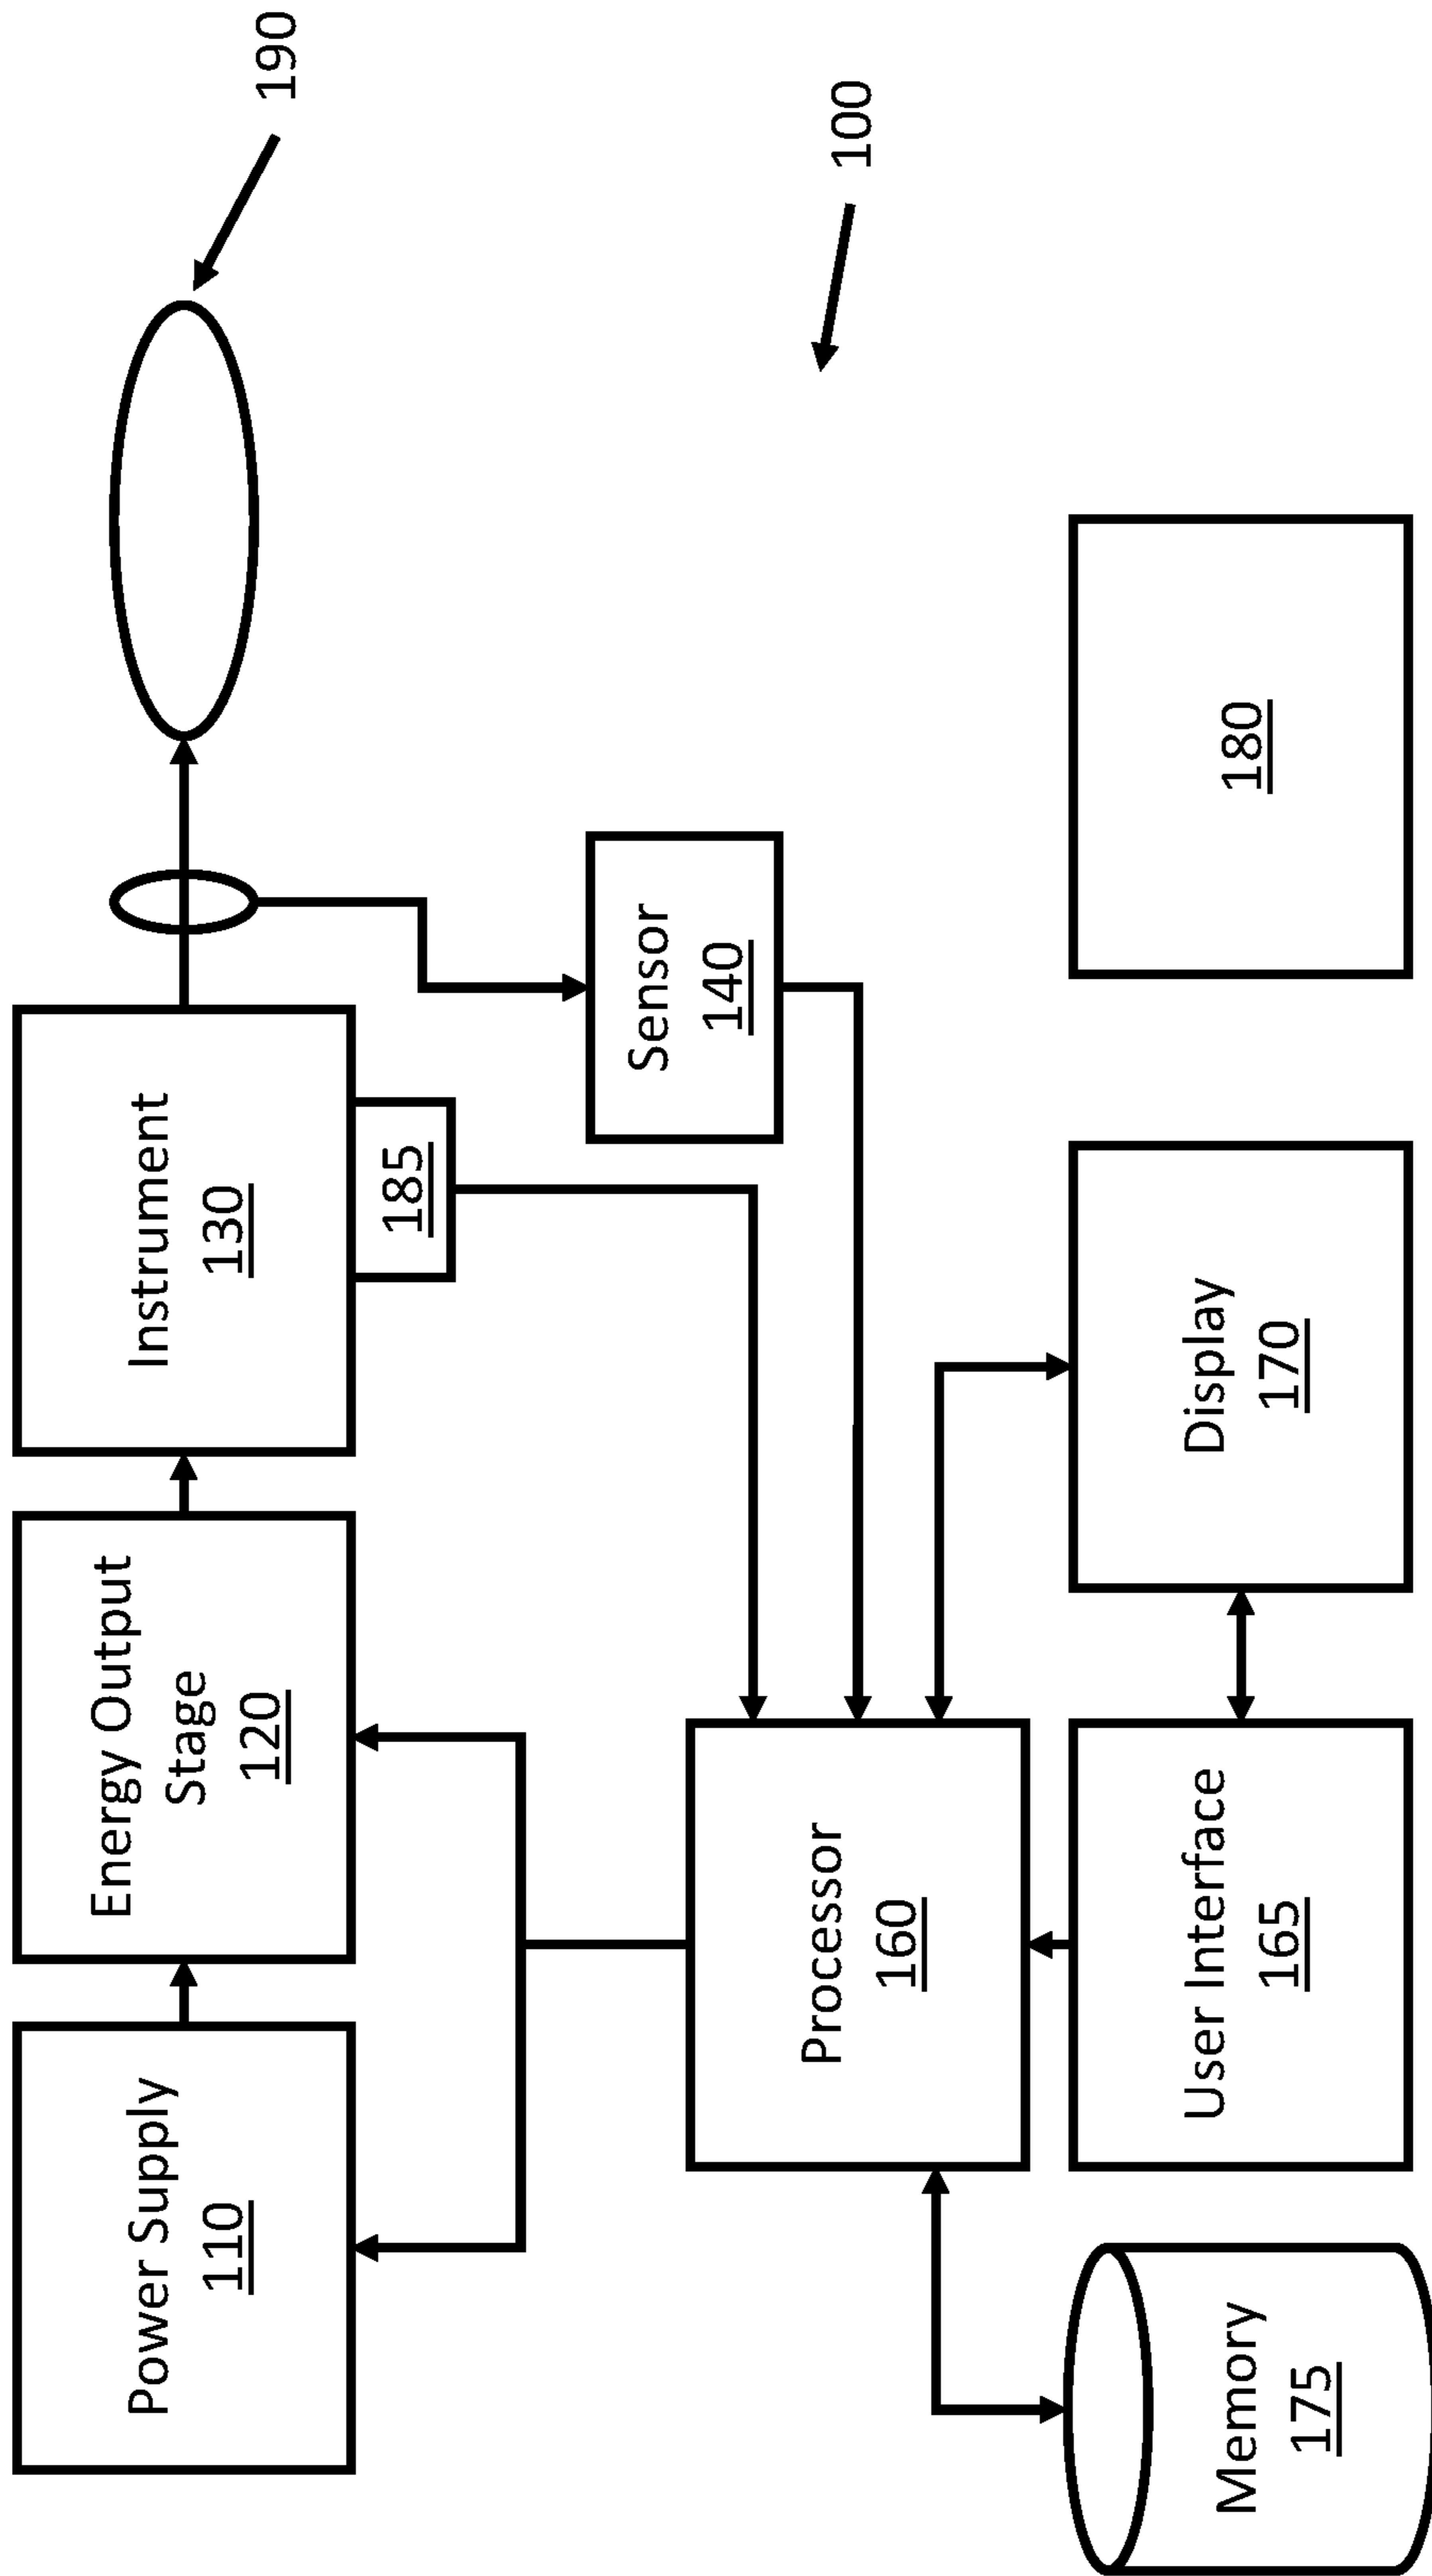 Power Supply
110
Energy Output
Stage
120
Instrument
130
185
190
Sensor
140
100
Processor
160
Memory
175
User Interface
165
Display
170
180